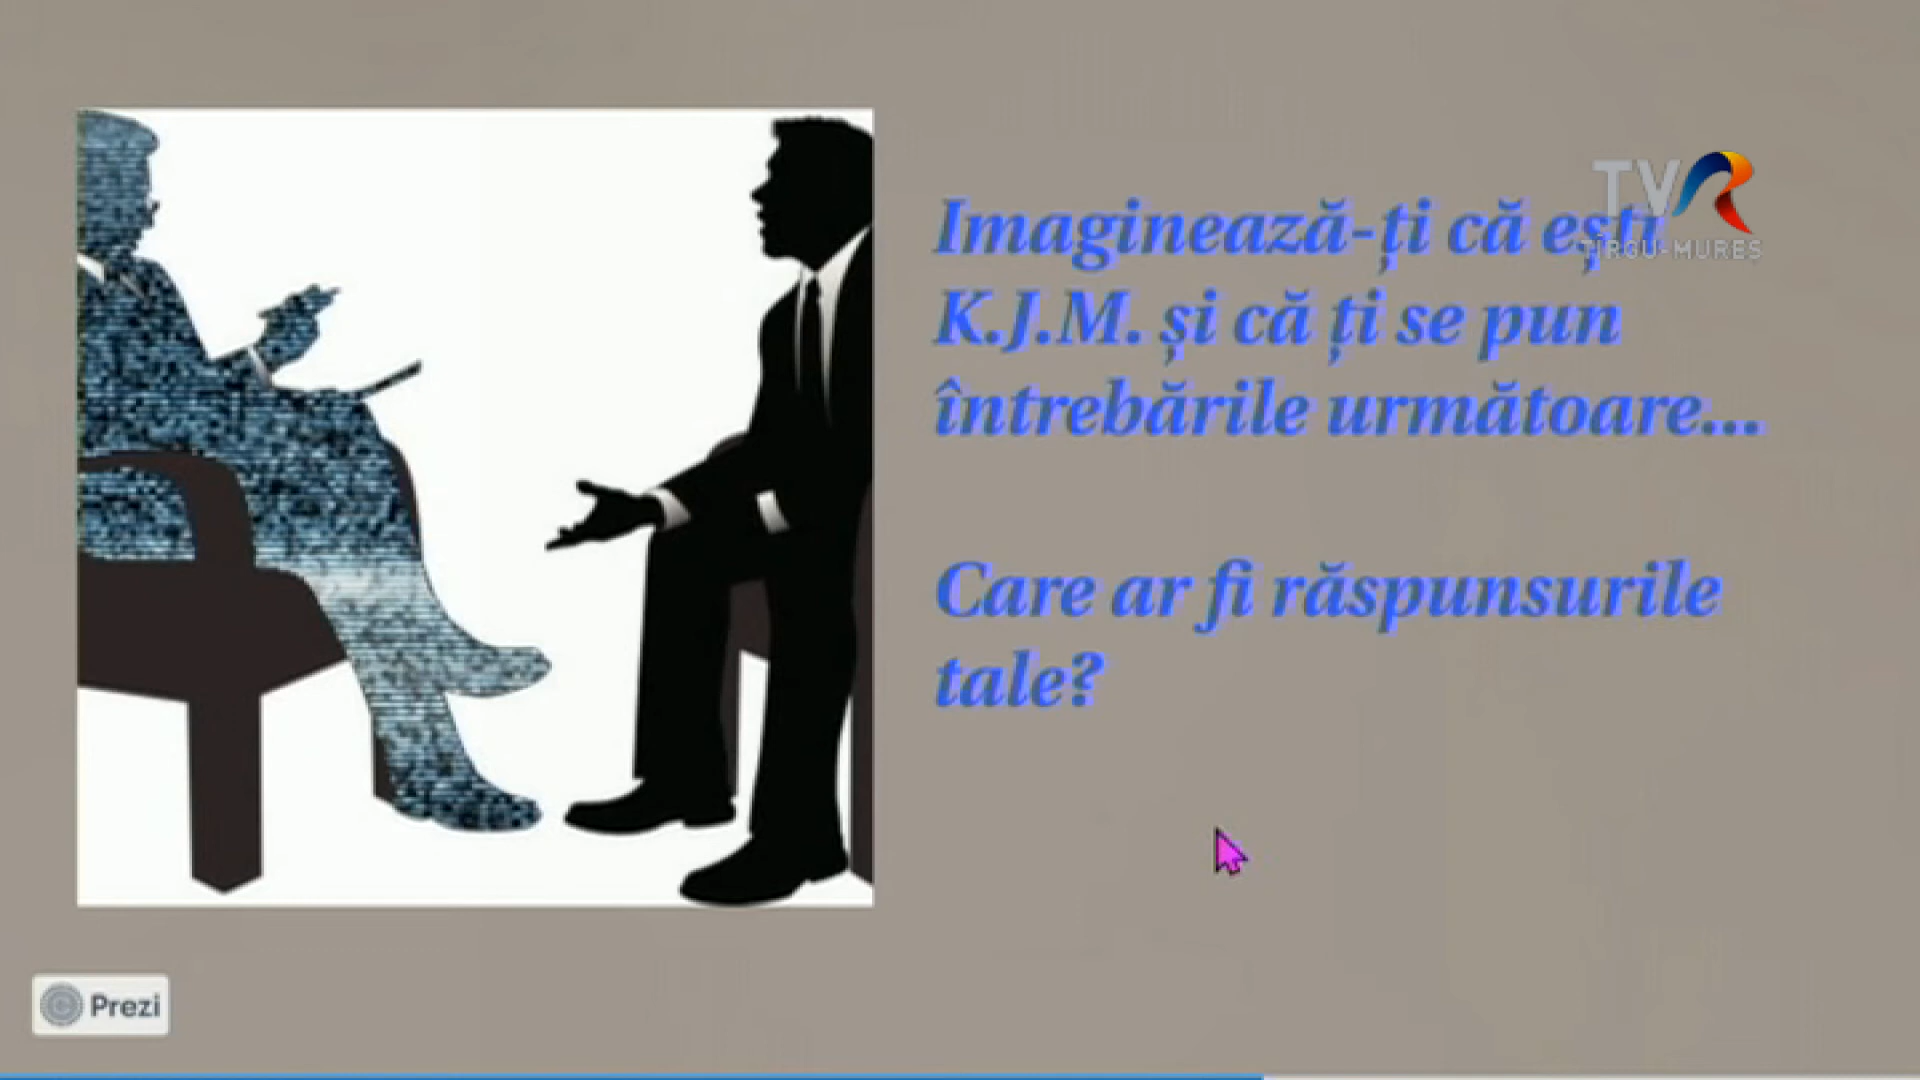 TVR
TÎRGU-MUREȘ
Imaginează-ți că ești
K.J.M. și că ți se pun
întrebările următoare...
Care ar fi răspunsurile
tale?
Prezi